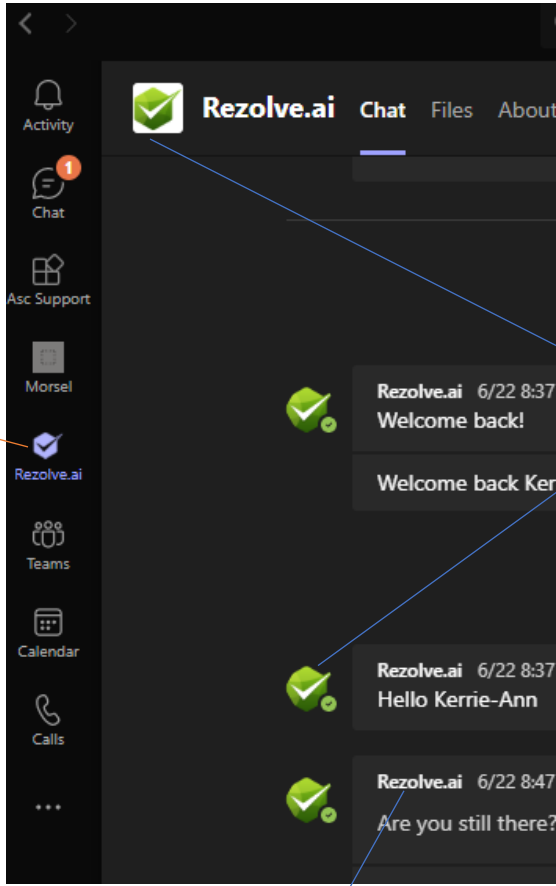 Activity
1
Chat
Asc Support
Morsel
Rezolve.ai
Teams
Calendar
Calls
Rezolve.ai Chat Files About
Rezolve.ai 6/22 8:37
Welcome back!
Welcome back Ker
Rezolve.ai 6/22 8:37
Hello Kerrie-Ann
Rezolve.ai 6/22 8:47
Are you still there?